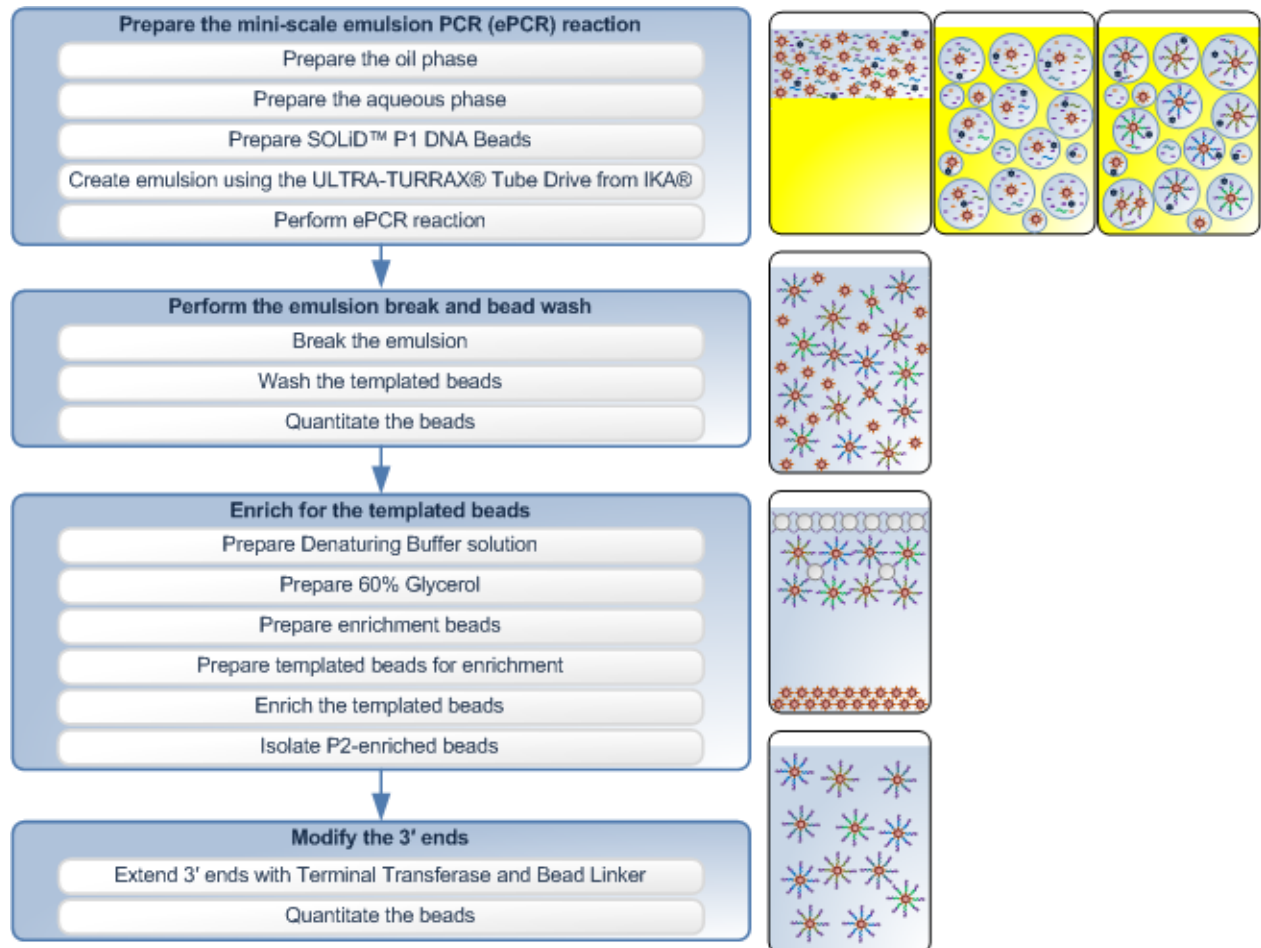 Prepare the mini-scale emulsion PCR (ePCR) reaction
Prepare the oil phase
Prepare the aqueous phase
Prepare SOLiD™ P1 DNA Beads
Create emulsion using the ULTRA-TURRAX® Tube Drive from IKA®
Perform ePCR reaction
Perform the emulsion break and bead wash
Break the emulsion
Wash the templated beads
Quantitate the beads
Enrich for the templated beads
Prepare Denaturing Buffer solution
Prepare 60% Glycerol
Prepare enrichment beads
Prepare templated beads for enrichment
Enrich the templated beads
Isolate P2-enriched beads
Modify the 3′ ends
Extend 3′ ends with Terminal Transferase and Bead Linker
Quantitate the beads